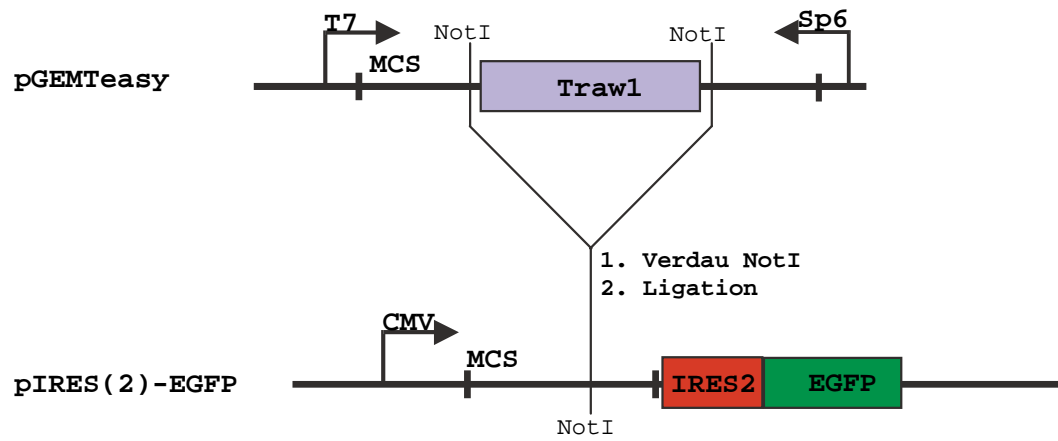 T7
Sp6
NotI
NotI
pGEMTeasy
MCS
Traw1
1. Verdau NotI
2. Ligation
CMV
MCS
pIRES(2)-EGFP
IRES2
EGFP
NotI